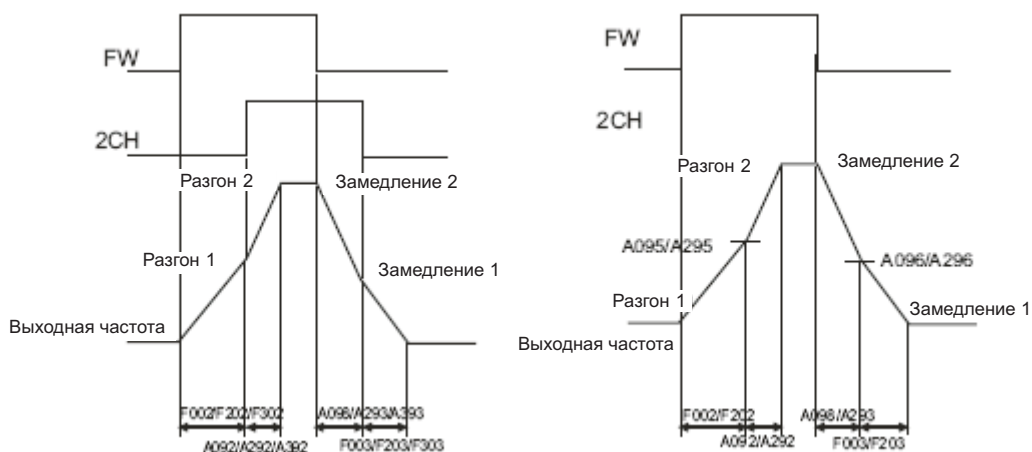 FW
2CH
Разгон 2
Замедление 2
Разгон 1
Замедление 1
Выходная частота
F002/F202/F302
A093/A293/A393
A092/A292/A392
F003/F203/F303
FW
2CH
Разгон 2
Замедление 2
A095/A295
A096/A296
Разгон 1
Замедление 1
Выходная частота
F002/F202
A093/A293
A092/A292
F003/F203